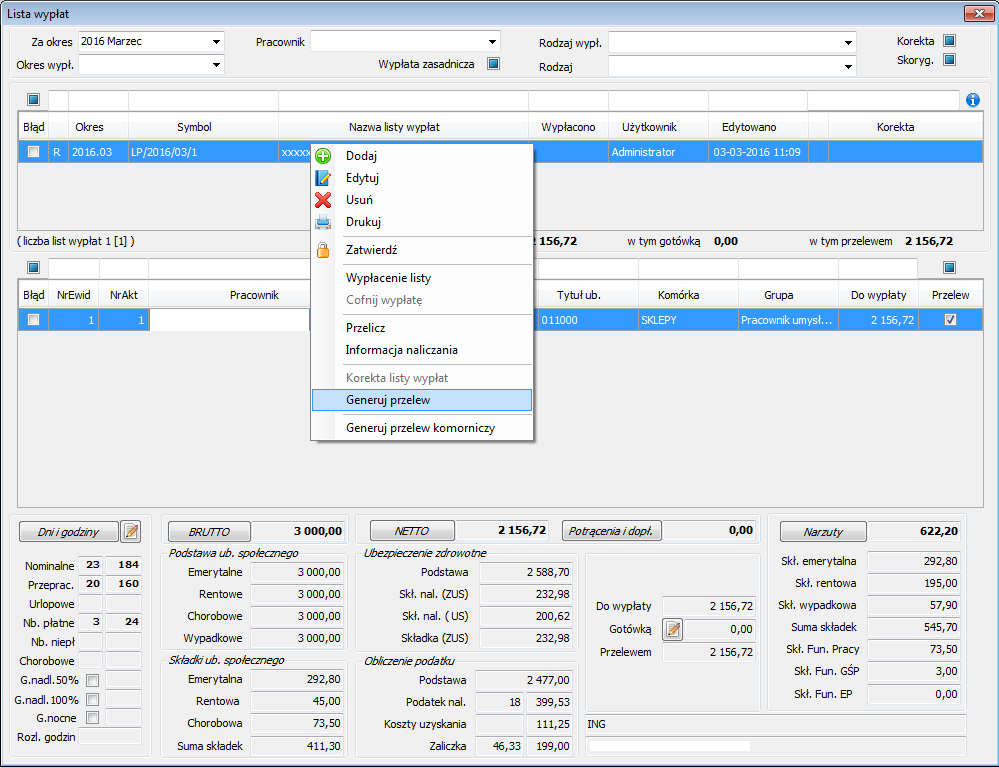 Lista wypłat
Za okres 2016 Marzec Pracownik Rodzaj wypł. Korekta
Okres wypł. Wypłata zasadnicza Rodzaj Skoryg.
Błąd Okres Symbol Nazwa listy wypłat Wypłacono Użytkownik Edytowano Korekta
R 2016.03 LP/2016/03/1 xxxxx Administrator 03-03-2016 11:09
Dodaj
Edytuj
Usuń
Drukuj
Zatwierdź
Wypłacenie listy
Cofnij wypłatę
Przelicz
Informacja naliczania
Korekta listy wypłat
Generuj przelew
Generuj przelew komorniczy
( liczba list wypłat 1 [1] ) 2 156,72 w tym gotówką 0,00 w tym przelewem 2 156,72
Błąd NrEwid NrAkt Pracownik Tytuł ub. Komórka Grupa Do wypłaty Przelew
1 1 011000 SKLEPY Pracownik umysł... 2 156,72
Dni i godziny
Nominalne 23 184
Przeprac. 20 160
Urlopowe
Nb. płatne 3 24
Nb. niepł
Chorobowe
G.nadl.50%
G.nadl.100%
G.nocne
Rozl. godzin
BRUTTO 3 000,00
Podstawa ub. społecznego
Emerytalne 3 000,00
Rentowe 3 000,00
Chorobowe 3 000,00
Wypadkowe 3 000,00
Składki ub. społecznego
Emerytalna 292,80
Rentowa 45,00
Chorobowa 73,50
Suma składek 411,30
NETTO 2 156,72
Ubezpieczenie zdrowotne
Podstawa 2 588,70
Skł. nal. (ZUS) 232,98
Skł. nal. ( US) 200,62
Składka (ZUS) 232,98
Obliczenie podatku
Podstawa 2 477,00
Podatek nal. 18 399,53
Koszty uzyskania 111,25
Zaliczka 46,33 199,00
Potrącenia i dopł. 0,00
Do wypłaty 2 156,72
Gotówką 0,00
Przelewem 2 156,72
Narzuty 622,20
Skł. emerytalna 292,80
Skł. rentowa 195,00
Skł. wypadkowa 57,90
Suma składek 545,70
Skł. Fun. Pracy 73,50
Skł. Fun. GŚP 3,00
Skł. Fun. EP 0,00
ING